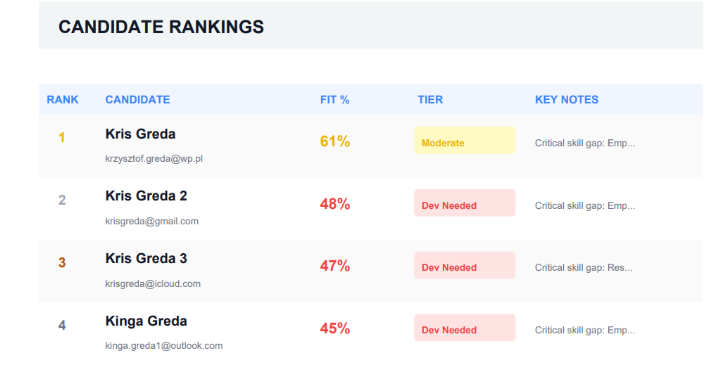 CANDIDATE RANKINGS
RANK CANDIDATE FIT % TIER KEY NOTES
1 Kris Greda 61% Moderate Critical skill gap: Emp...
krzysztof.greda@wp.pl
2 Kris Greda 2 48% Dev Needed Critical skill gap: Emp...
krisgreda@gmail.com
3 Kris Greda 3 47% Dev Needed Critical skill gap: Res...
krisgreda@icloud.com
4 Kinga Greda 45% Dev Needed Critical skill gap: Emp...
kinga.greda1@outlook.com